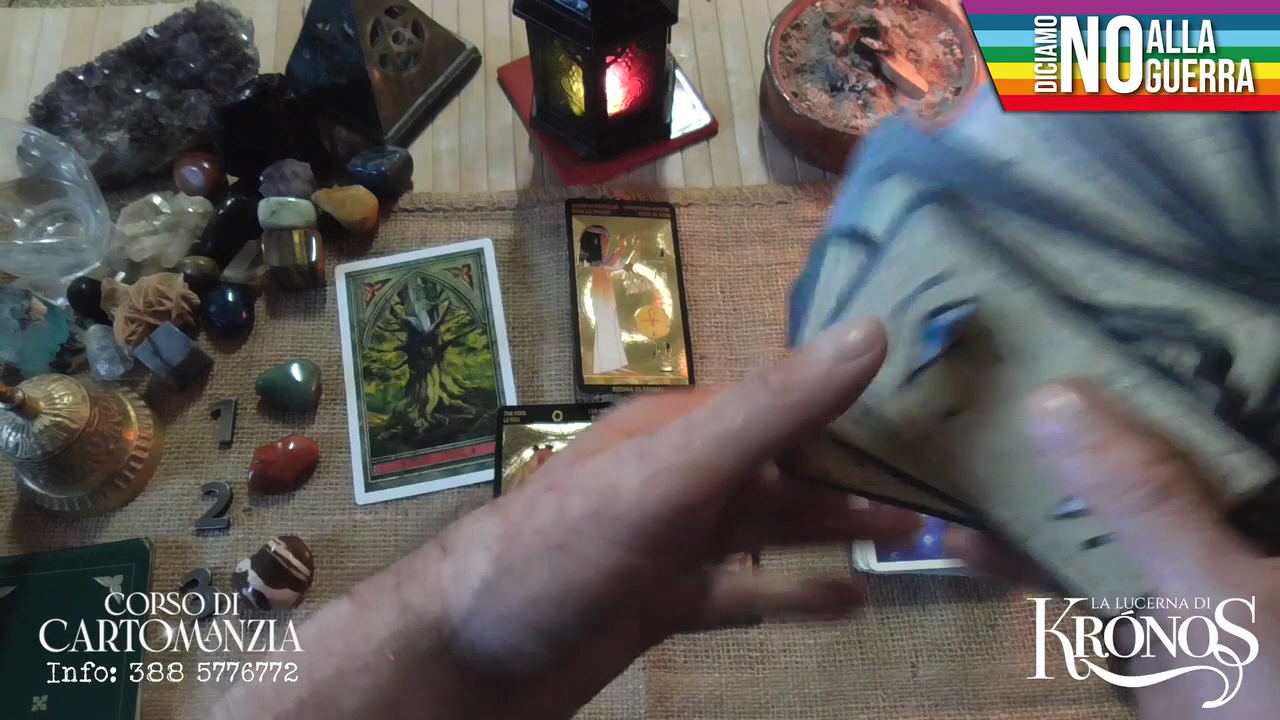 DICIAMO
NO
ALLA
GUERRA
THE FOOL
LE FOU
0
1
2
3
CORSO DI
CARTOMANZIA
Info: 388 5776772
LA LUCERNA DI
KRÓNOS